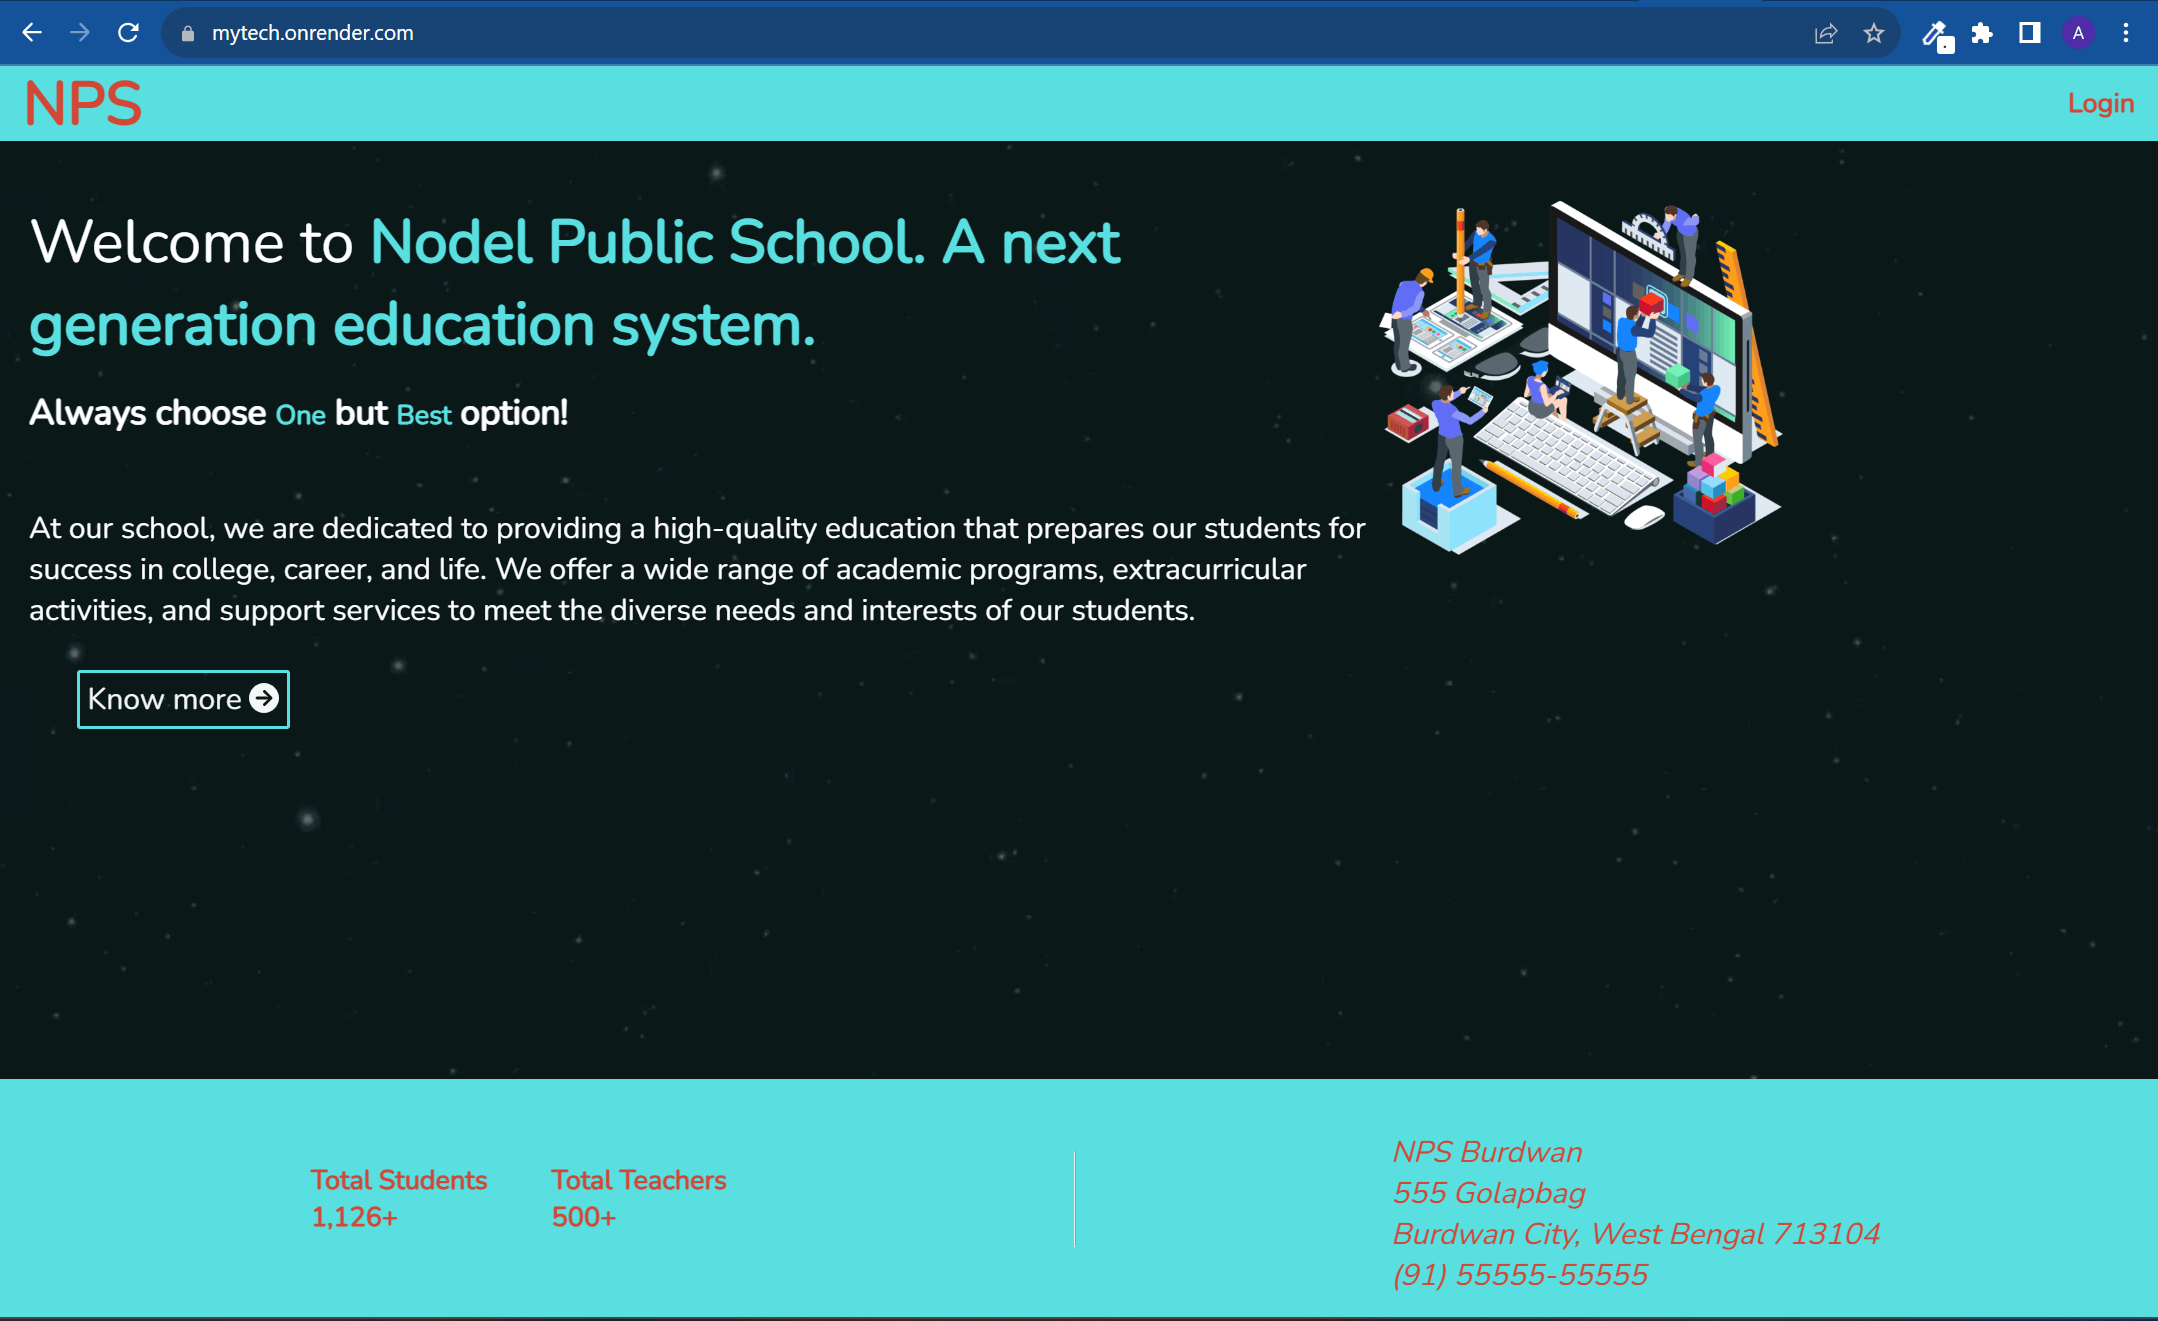 mytech.onrender.com
A
NPS
Login
Welcome to Nodel Public School. A next
generation education system.
Always choose One but Best option!
At our school, we are dedicated to providing a high-quality education that prepares our students for
success in college, career, and life. We offer a wide range of academic programs, extracurricular
activities, and support services to meet the diverse needs and interests of our students.
Know more
Total Students
1,126+
Total Teachers
500+
NPS Burdwan
555 Golapbag
Burdwan City, West Bengal 713104
(91) 55555-55555